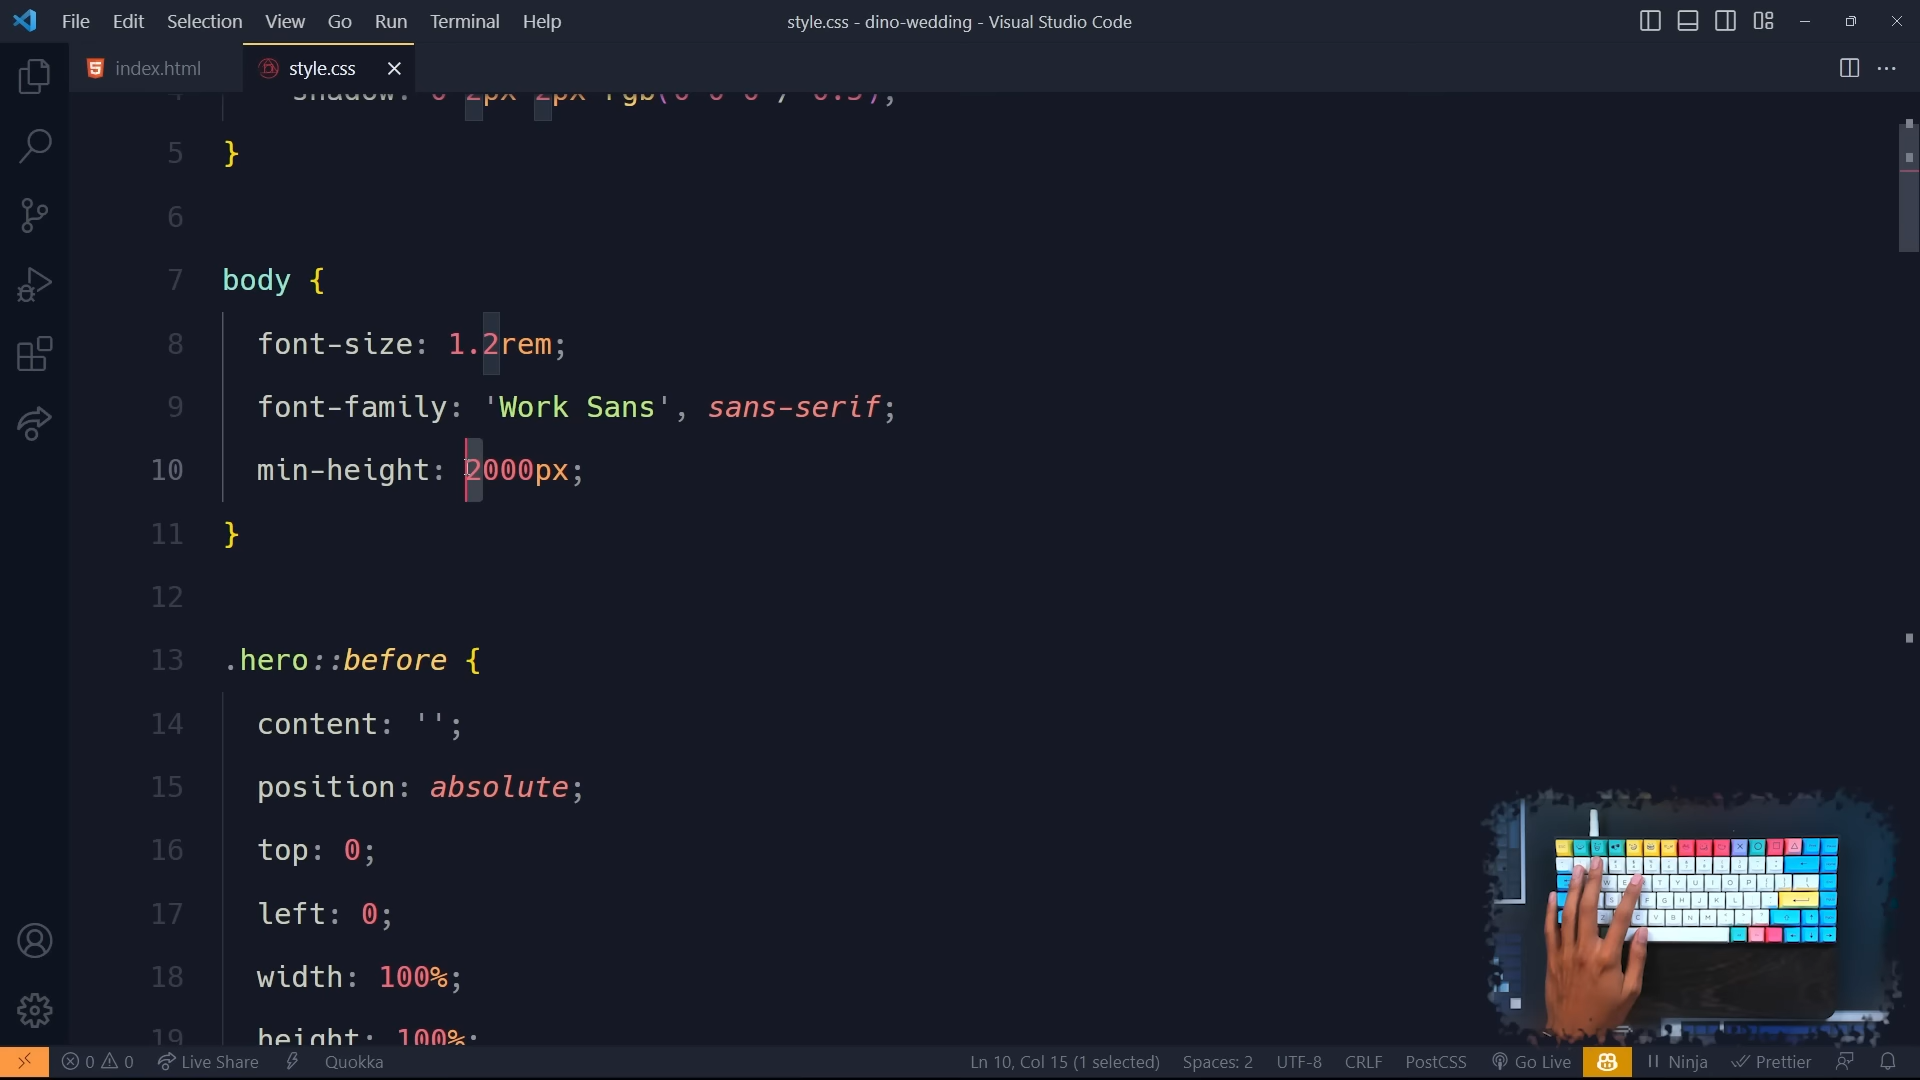 File Edit Selection View Go Run Terminal Help style.css - dino-wedding - Visual Studio Code
index.html style.css
4 shadow: 0 2px 2px rgb(0 0 0 / 0.5);
5 }
6
7 body {
8 font-size: 1.2rem;
9 font-family: 'Work Sans', sans-serif;
10 min-height: 2000px;
11 }
12
13 .hero::before {
14 content: '';
15 position: absolute;
16 top: 0;
17 left: 0;
18 width: 100%;
19 height: 100%;
0 0 Live Share Quokka Ln 10, Col 15 (1 selected) Spaces: 2 UTF-8 CRLF PostCSS Go Live Ninja Prettier